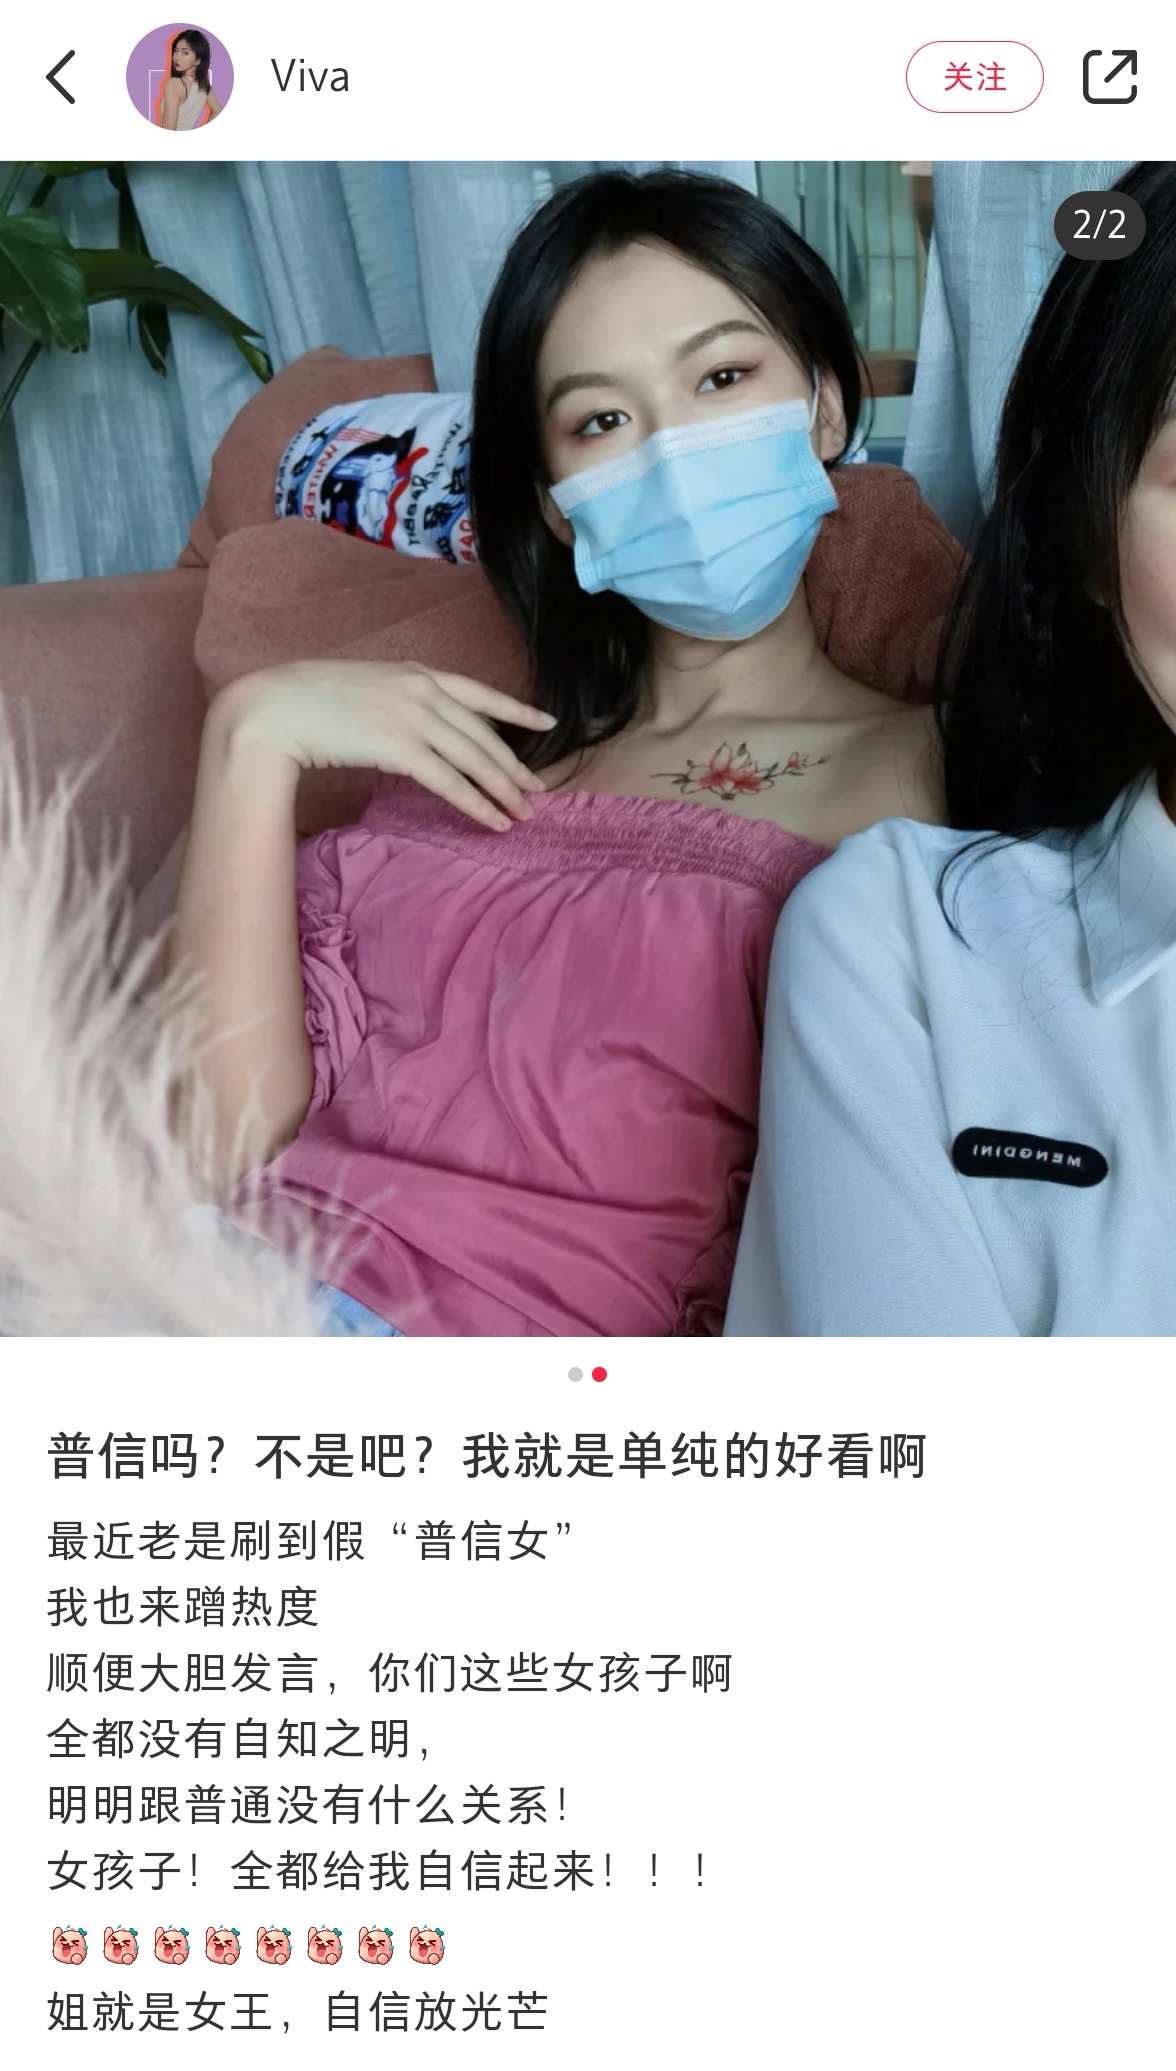 Viva
关注
2/2
WHITER
RABBIT
MENGDINI
普信吗？不是吧？我就是单纯的好看啊
最近老是刷到假“普信女”
我也来蹭热度
顺便大胆发言，你们这些女孩子啊
全都没有自知之明，
明明跟普通没有什么关系！
女孩子！全都给我自信起来！！！
姐就是女王，自信放光芒